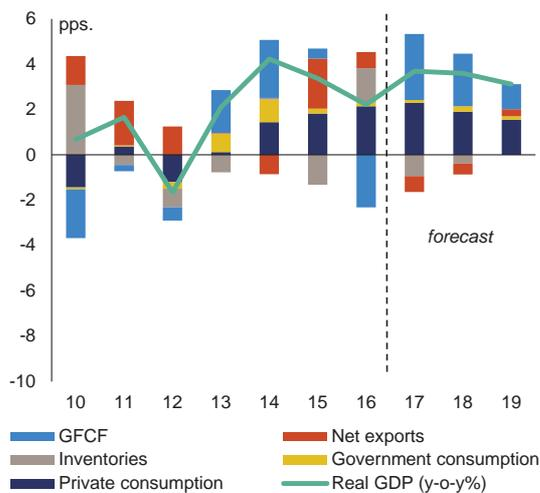 6
pps.
4
2
0
-2
-4
-6
-8
-10
forecast
10 11 12 13 14 15 16 17 18 19
GFCF Net exports
Inventories Government consumption
Private consumption Real GDP (y-o-y%)